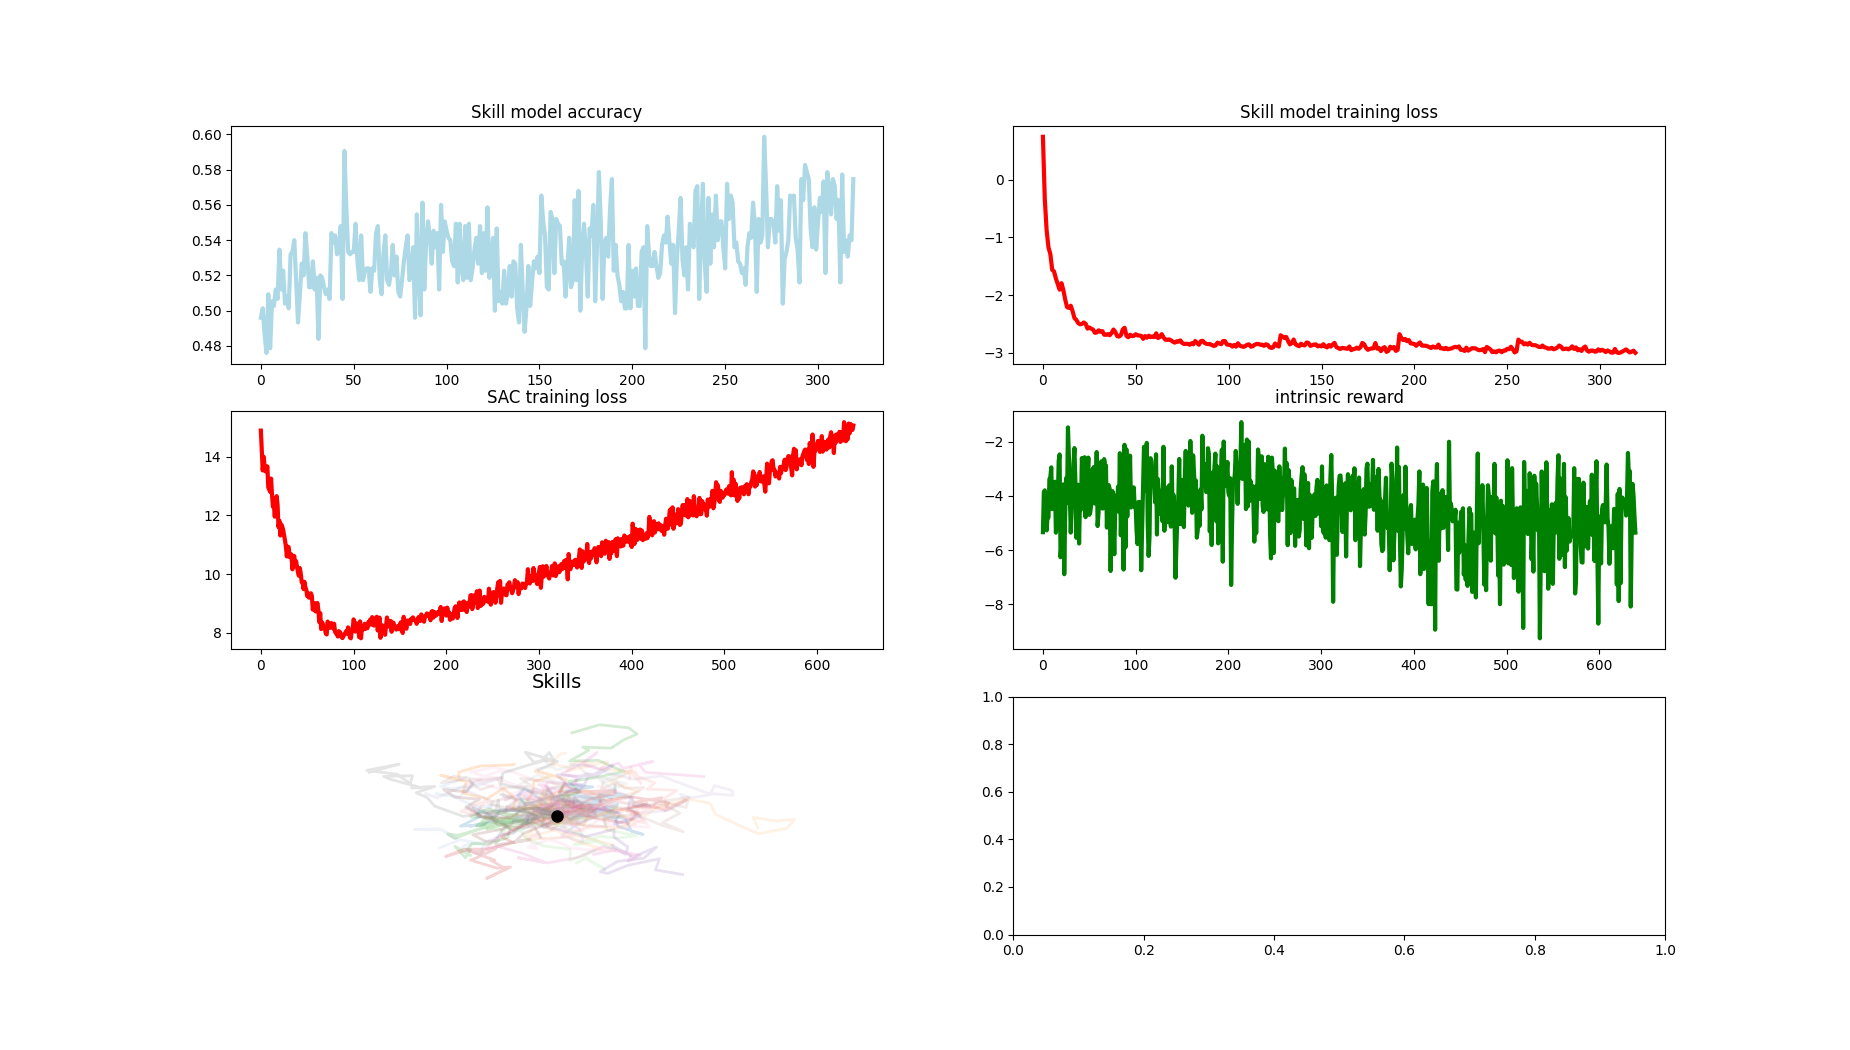 Skill model accuracy
0.60
0.58
0.56
0.54
0.52
0.50
0.48
0 50 100 150 200 250 300
Skill model training loss
0
−1
−2
−3
0 50 100 150 200 250 300
SAC training loss
14
12
10
8
0 100 200 300 400 500 600
intrinsic reward
−2
−4
−6
−8
0 100 200 300 400 500 600
Skills
1.0
0.8
0.6
0.4
0.2
0.0
0.0 0.2 0.4 0.6 0.8 1.0